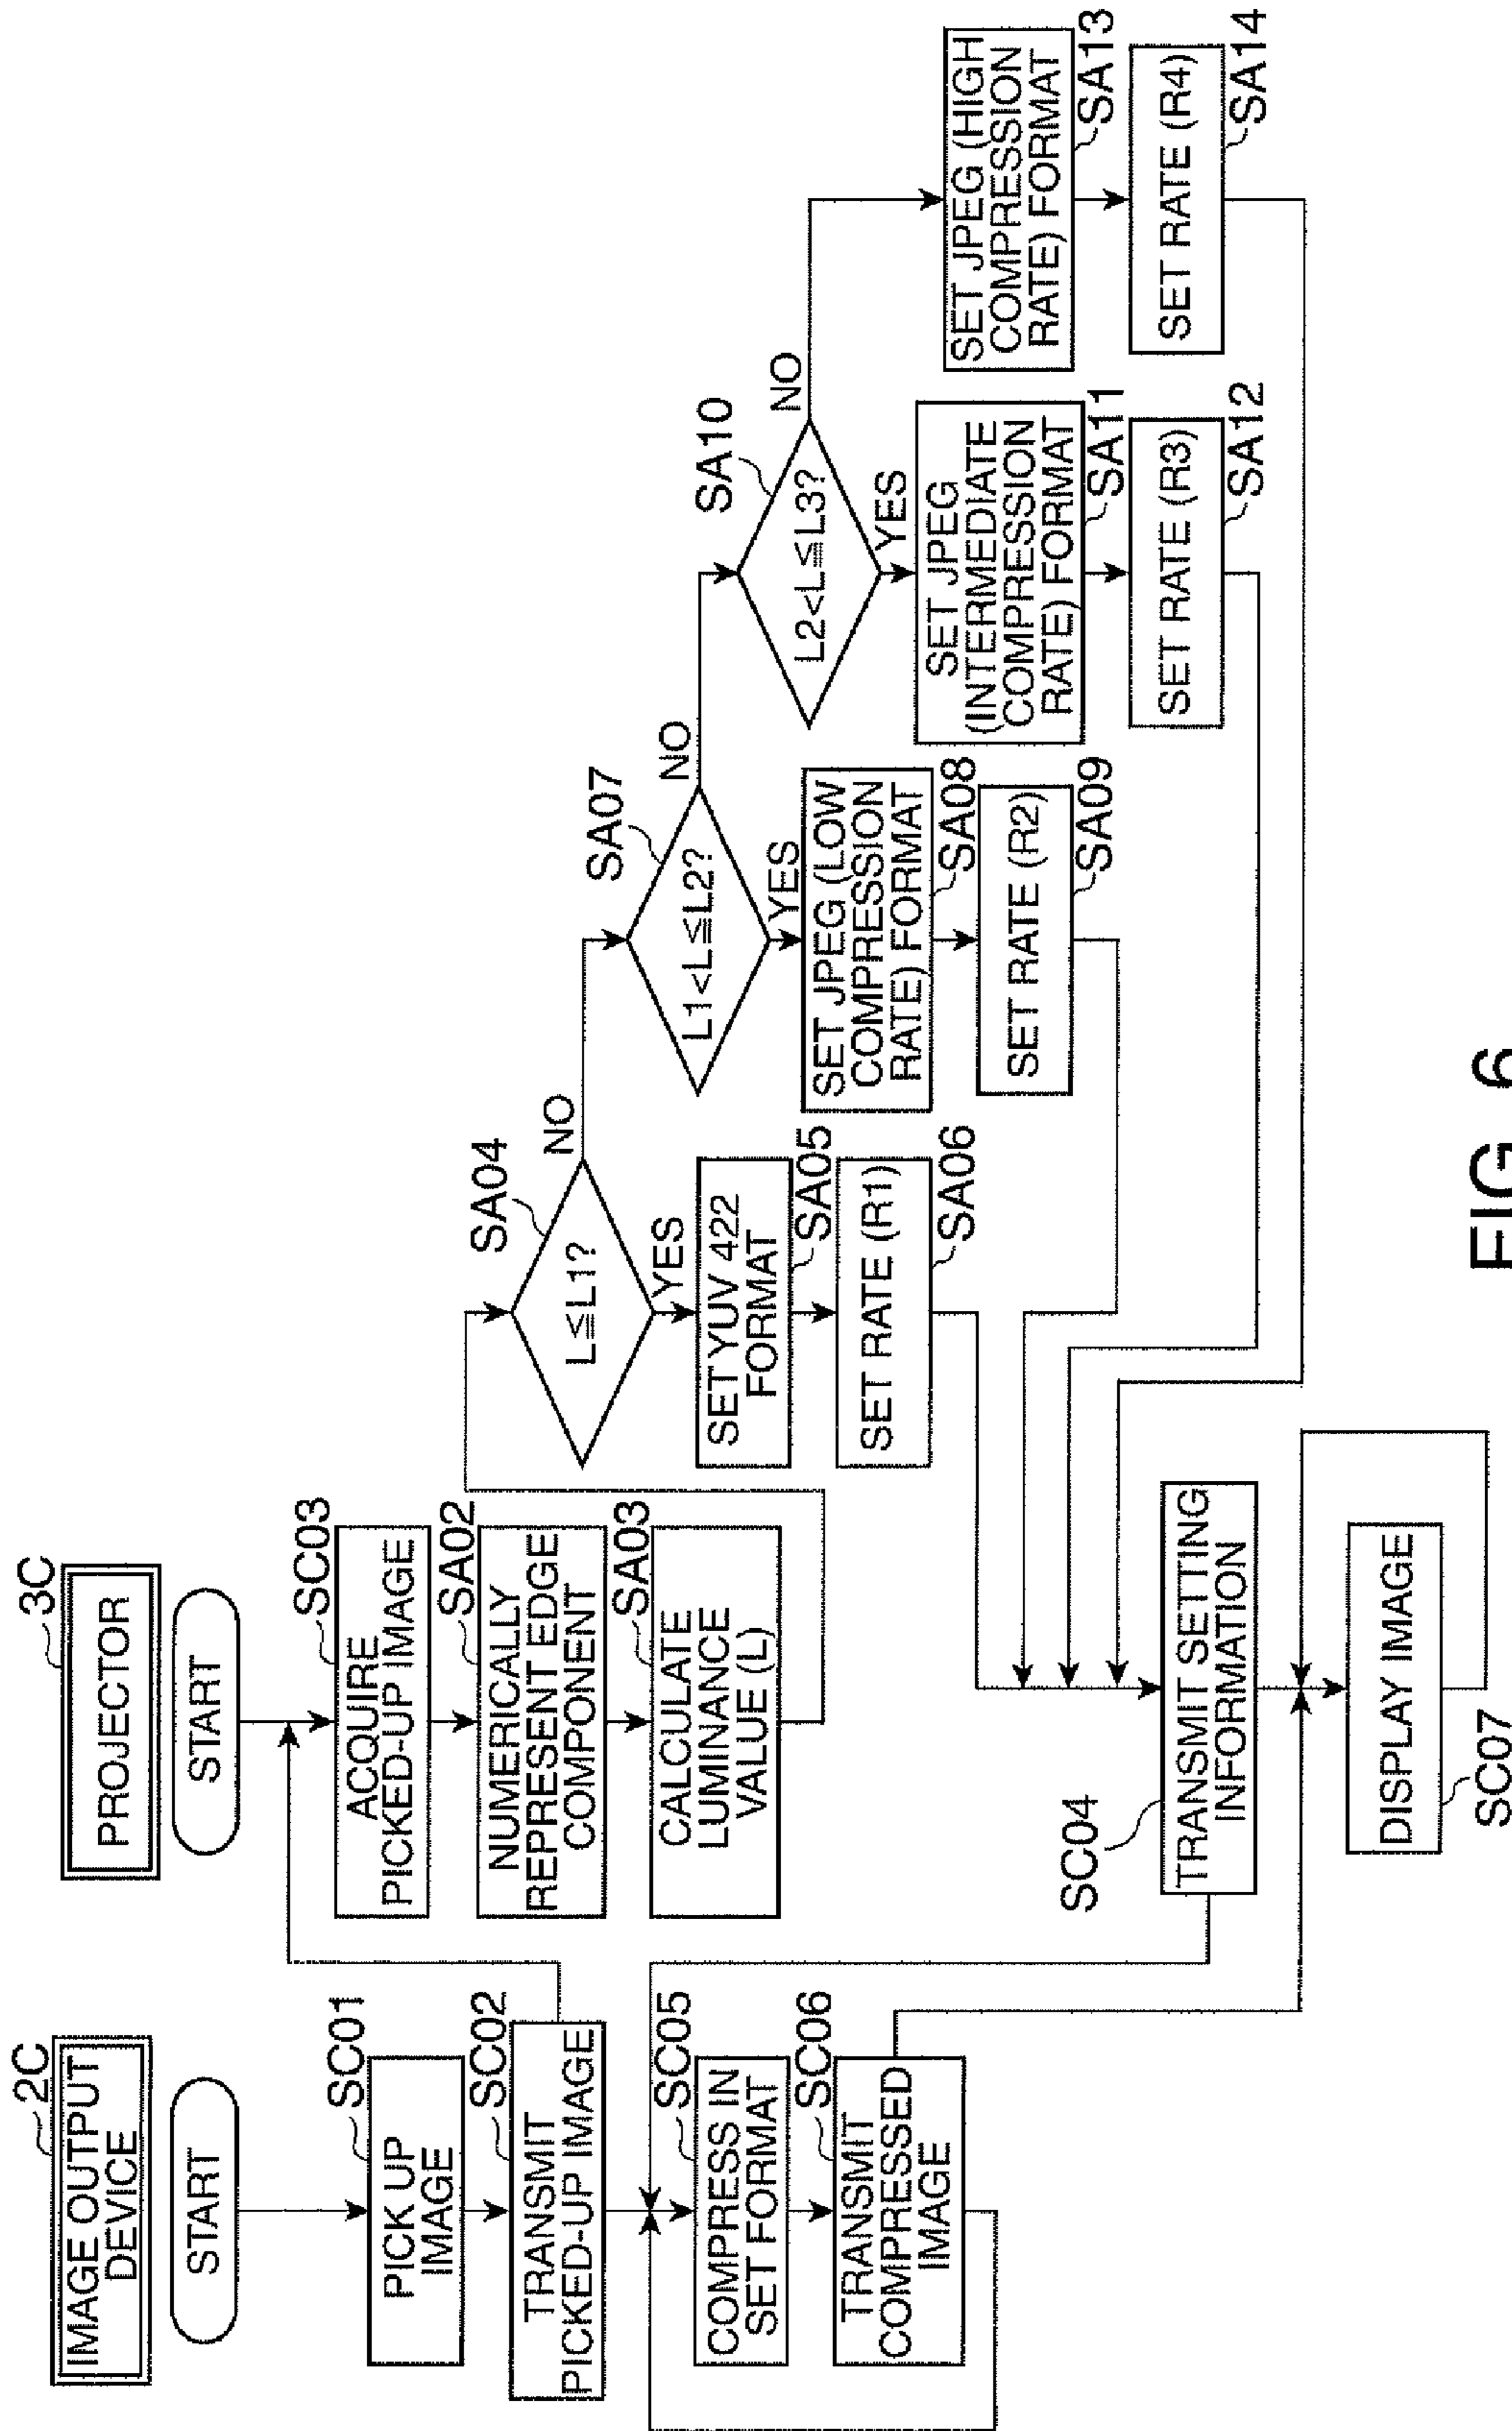 2C
IMAGE OUTPUT
DEVICE
START
SC01
PICK UP
IMAGE
SC02
TRANSMIT
PICKED-UP IMAGE
SC05
COMPRESS IN
SET FORMAT
SC06
TRANSMIT
COMPRESSED
IMAGE
3C
PROJECTOR
START
SC03
ACQUIRE
PICKED-UP IMAGE
SA02
NUMERICALLY
REPRESENT EDGE
COMPONENT
SA03
CALCULATE
LUMINANCE
VALUE (L)
SA04
L≦L1?
NO
YES
SET YUV 422
FORMAT
SA05
SET RATE (R1)
SA06
SA07
L1<L≦L2?
NO
YES
SET JPEG (LOW
COMPRESSION
RATE) FORMAT
SA08
SET RATE (R2)
SA09
SA10
L2<L≦L3?
NO
YES
SET JPEG
(INTERMEDIATE
COMPRESSION
RATE) FORMAT
SA11
SET RATE (R3)
SA12
SET JPEG (HIGH
COMPRESSION
RATE) FORMAT
SA13
SET RATE (R4)
SA14
SC04
TRANSMIT SETTING
INFORMATION
DISPLAY IMAGE
SC07
FIG. 6